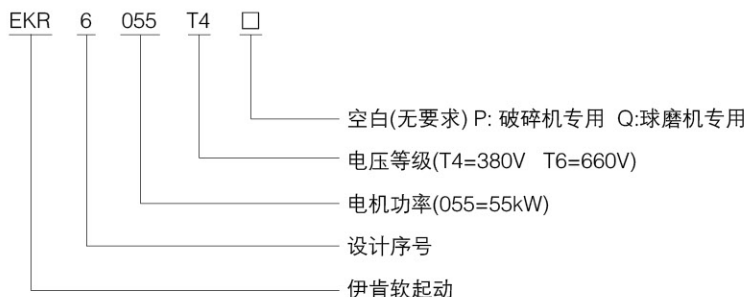 EKR 6 055 T4 □
空白(无要求) P: 破碎机专用 Q:球磨机专用
电压等级(T4=380V T6=660V)
电机功率(055=55kW)
设计序号
伊肯软起动